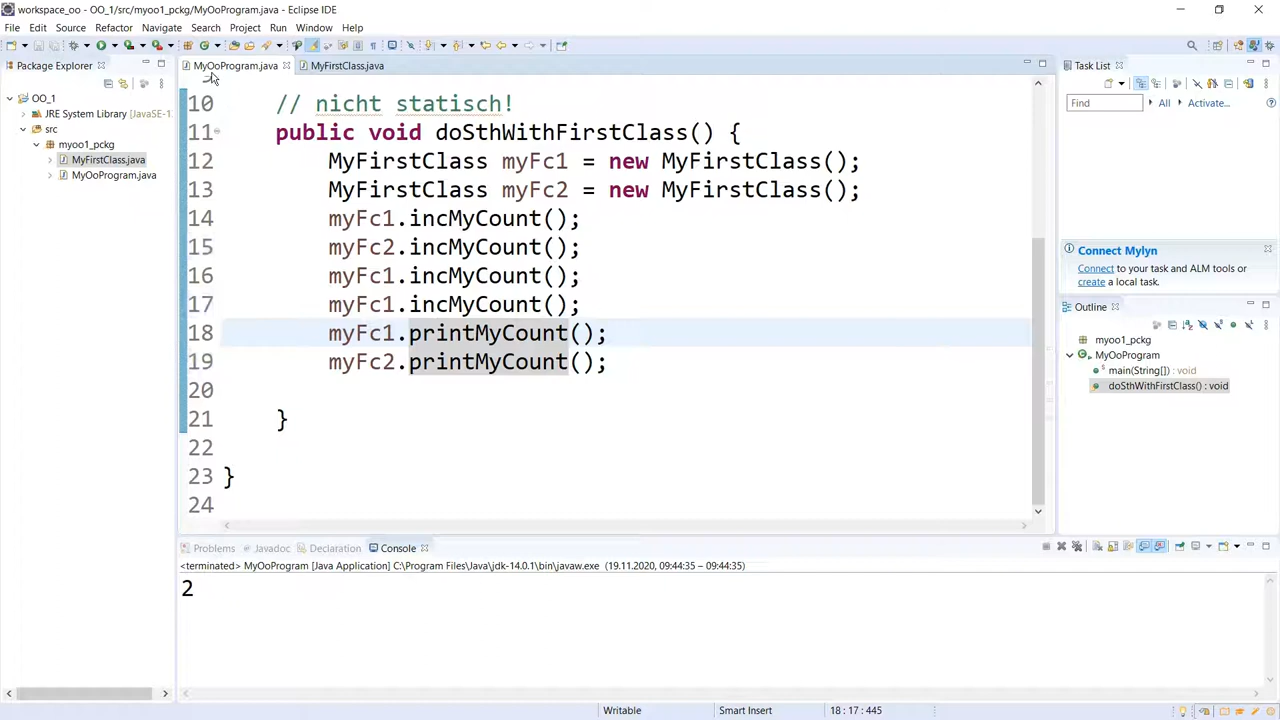 workspace_oo - OO_1/src/myoo1_pckg/MyOoProgram.java - Eclipse IDE
File Edit Source Refactor Navigate Search Project Run Window Help
Package Explorer
MyOoProgram.java
MyFirstClass.java
Task List
OO_1
JRE System Library [JavaSE-1
src
myoo1_pckg
MyFirstClass.java
MyOoProgram.java
10 // nicht statisch!
11 public void doSthWithFirstClass() {
12 MyFirstClass myFc1 = new MyFirstClass();
13 MyFirstClass myFc2 = new MyFirstClass();
14 myFc1.incMyCount();
15 myFc2.incMyCount();
16 myFc1.incMyCount();
17 myFc1.incMyCount();
18 myFc1.printMyCount();
19 myFc2.printMyCount();
20
21 }
22
23 }
24
Find All Activate...
Connect Mylyn
Connect to your task and ALM tools or
create a local task.
Outline
myoo1_pckg
MyOoProgram
main(String[]) : void
doSthWithFirstClass() : void
Problems Javadoc Declaration Console
<terminated> MyOoProgram [Java Application] C:\Program Files\Java\jdk-14.0.1\bin\javaw.exe (19.11.2020, 09:44:35 – 09:44:35)
2
Writable Smart Insert 18 : 17 : 445